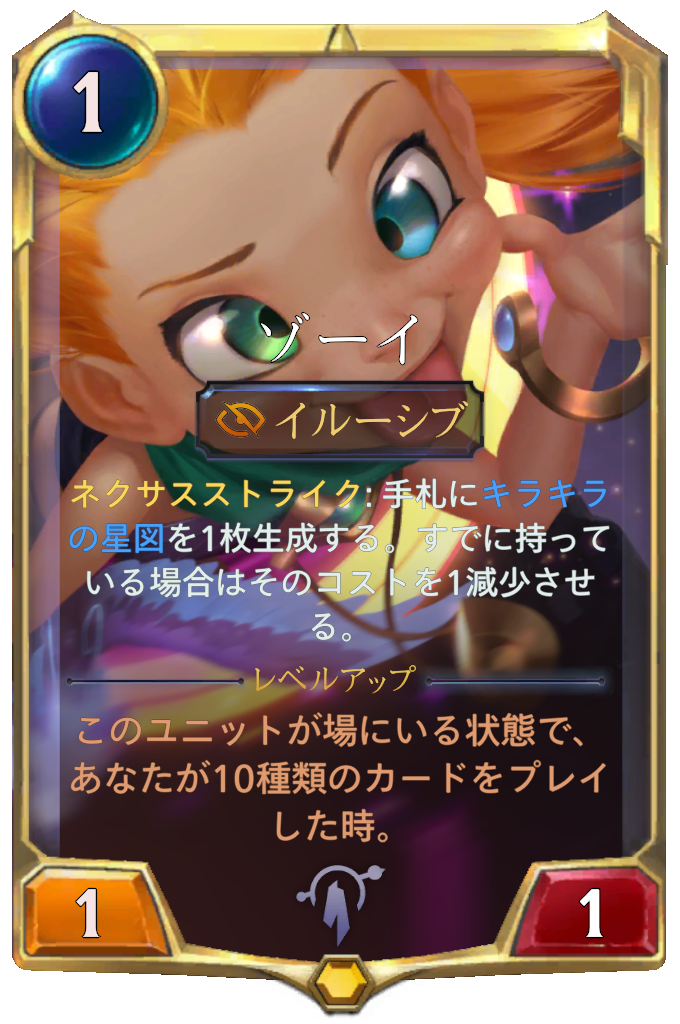 1
ゾーイ
イルーシブ
ネクサスストライク: 手札にキラキラ
の星図を1枚生成する。すでに持って
いる場合はそのコストを1減少させ
る。
レベルアップ
このユニットが場にいる状態で、
あなたが10種類のカードをプレイ
した時。
1
1